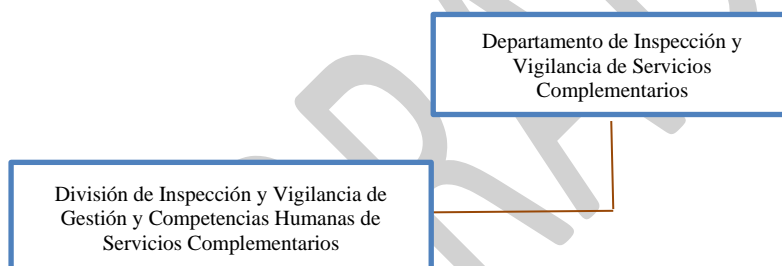 Departamento de Inspección y
Vigilancia de Servicios
Complementarios
División de Inspección y Vigilancia de
Gestión y Competencias Humanas de
Servicios Complementarios